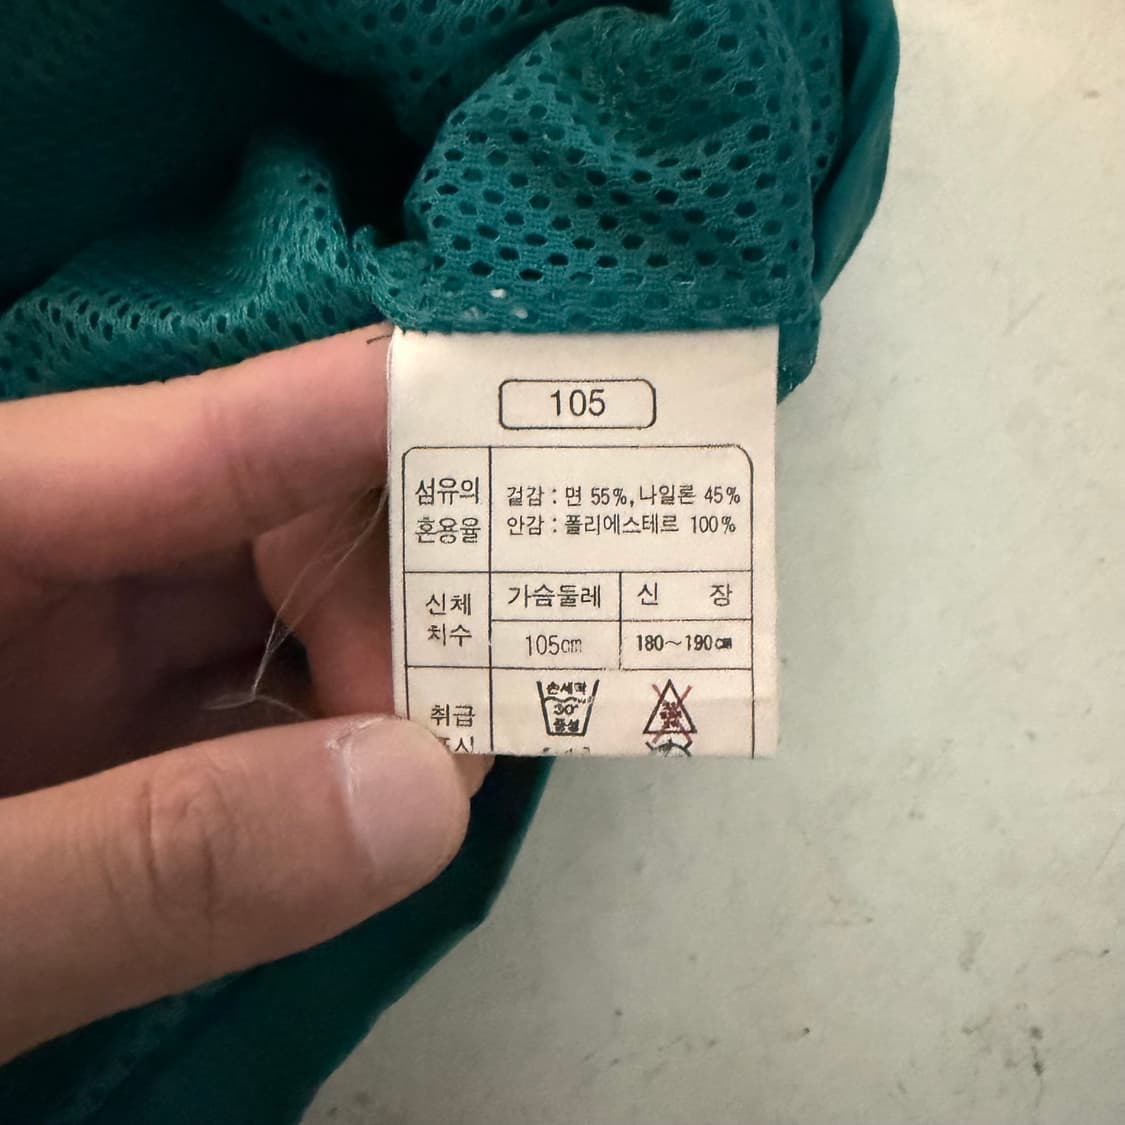 105
섬유의
혼용율
겉감 : 면 55%, 나일론 45%
안감 : 폴리에스테르 100%
신체
치수
가슴둘레
신 장
105cm
180~190cm
취급
손세탁
30°
중성